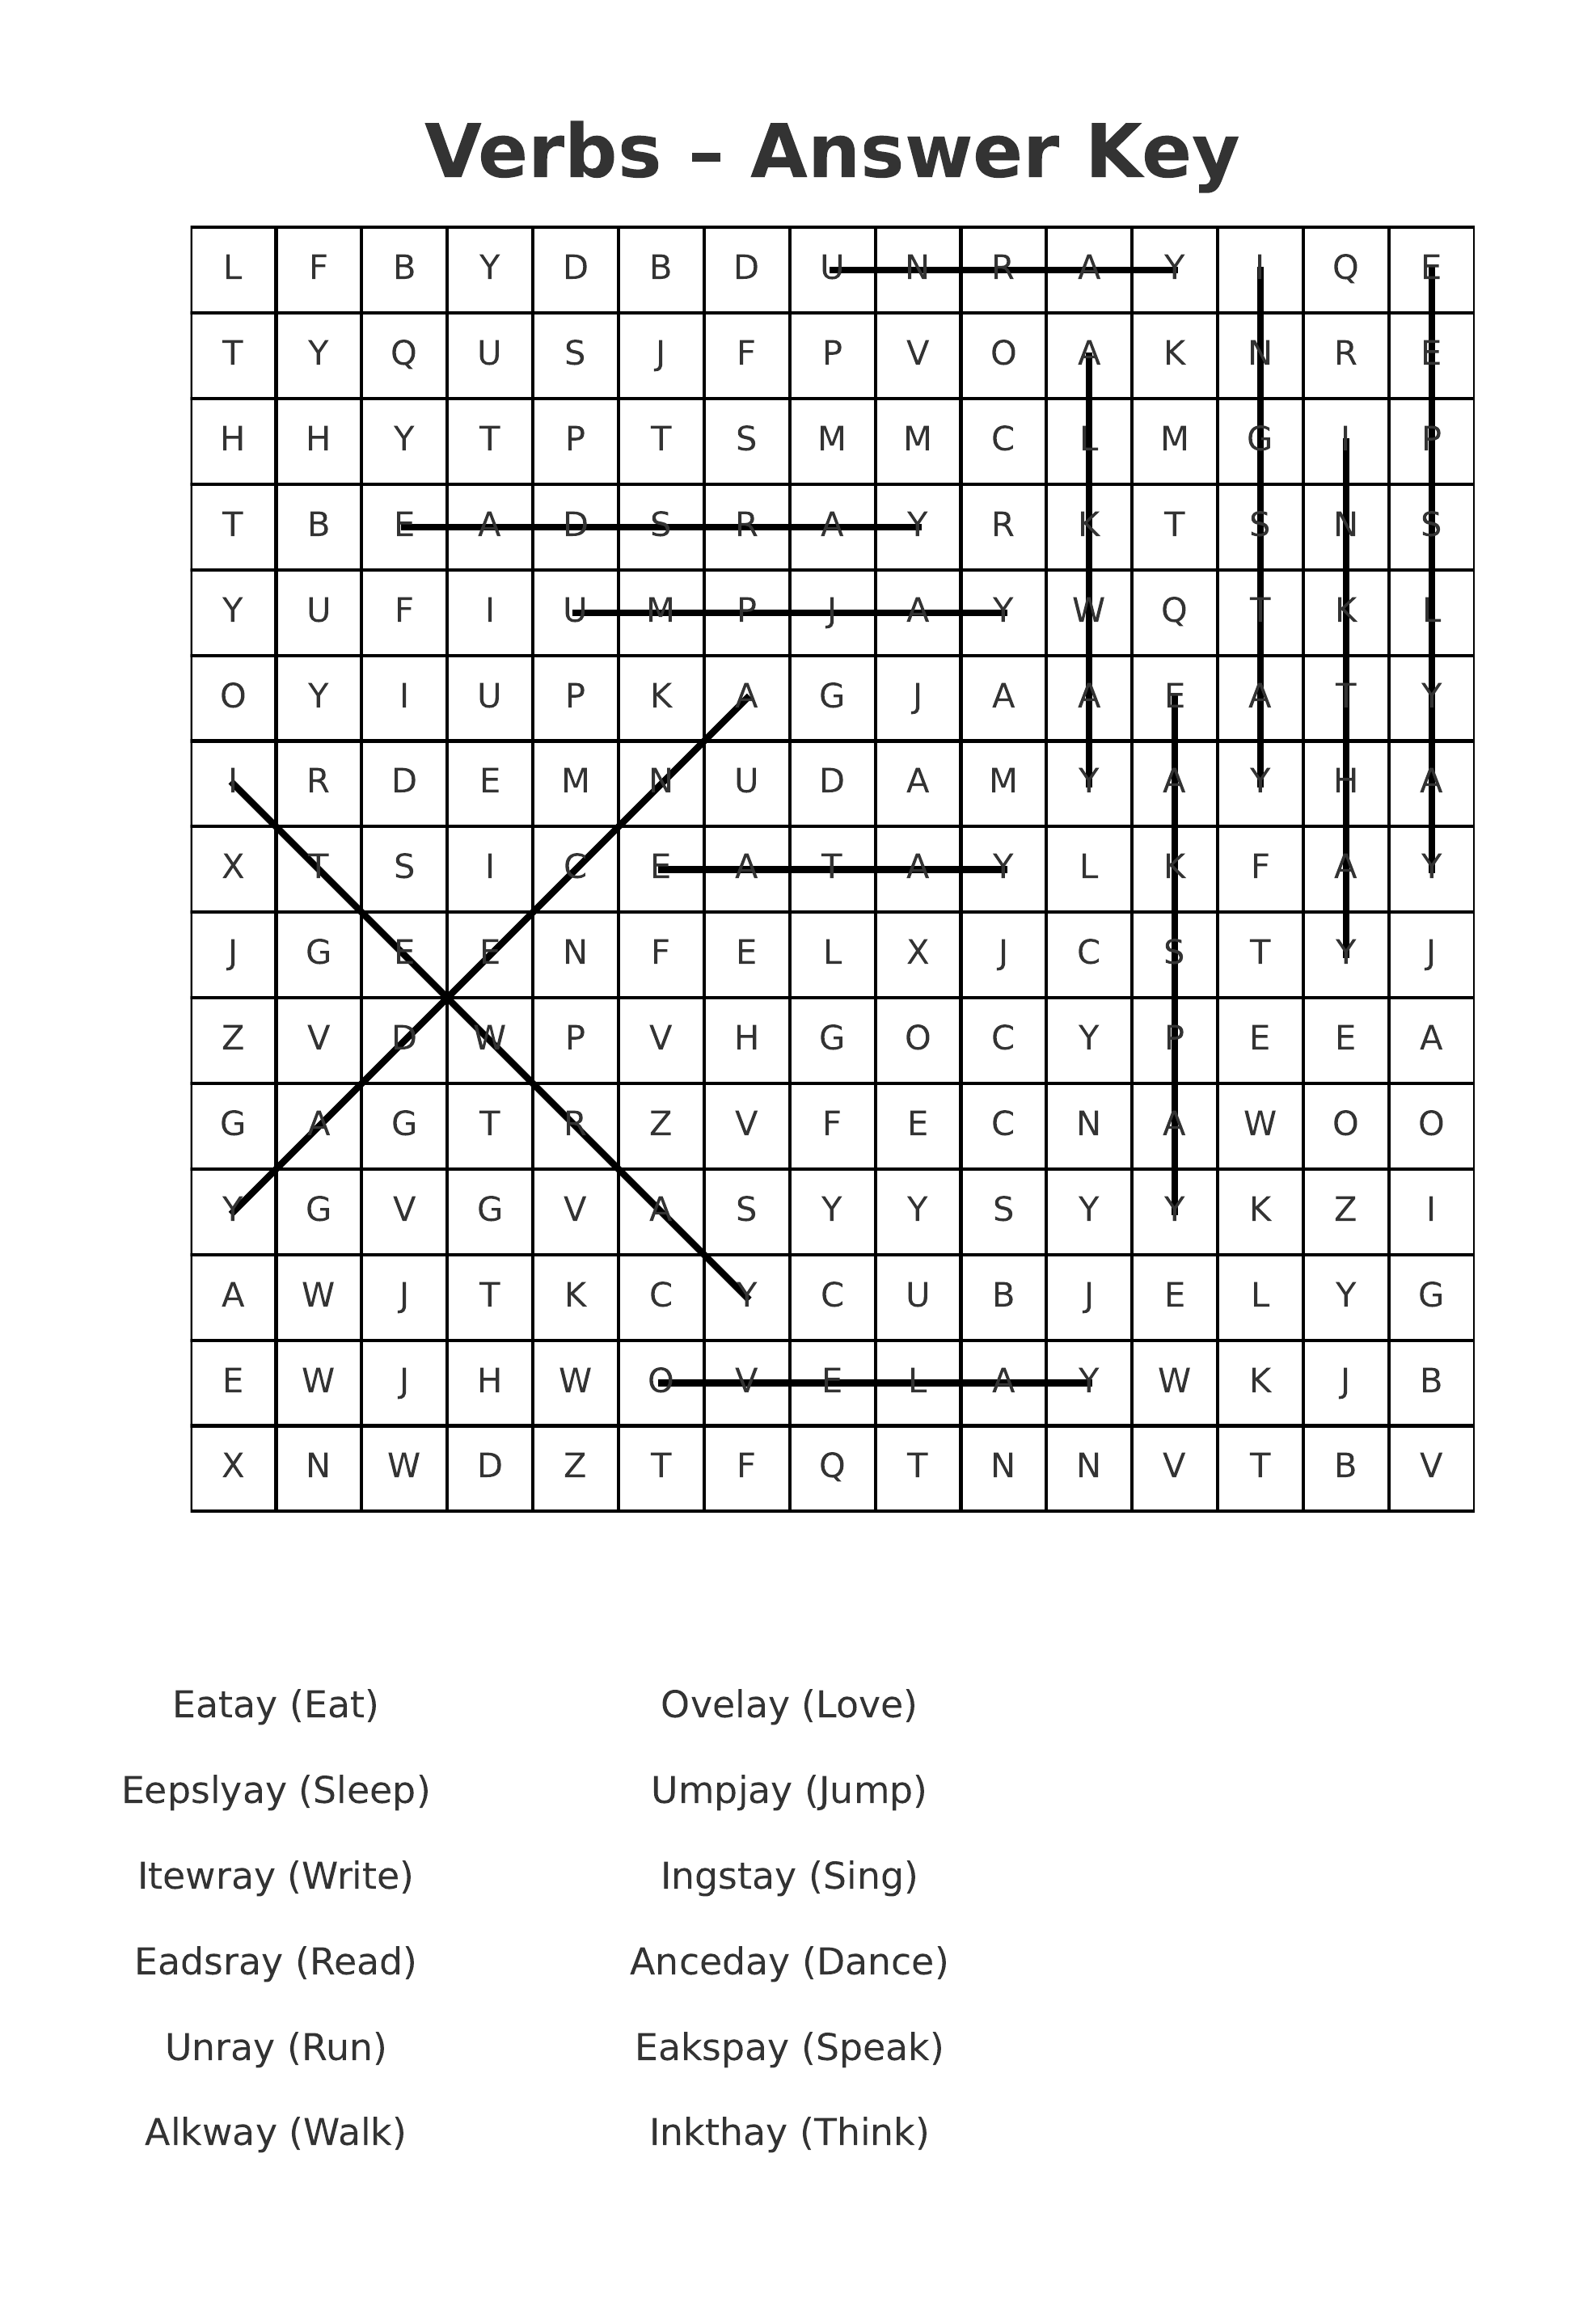 Verbs – Answer Key
L F B Y D B D U N R A Y I Q E
T Y Q U S J F P V O A K N R E
H H Y T P T S M M C L M G I P
T B E A D S R A Y R K T S N S
Y U F I U M P J A Y W Q T K L
O Y I U P K A G J A A E A T Y
I R D E M N U D A M Y A Y H A
X T S I C E A T A Y L K F A Y
J G E E N F E L X J C S T Y J
Z V D W P V H G O C Y P E E A
G A G T R Z V F E C N A W O O
Y G V G V A S Y Y S Y Y K Z I
A W J T K C Y C U B J E L Y G
E W J H W O V E L A Y W K J B
X N W D Z T F Q T N N V T B V
Eatay (Eat) Ovelay (Love)
Eepslyay (Sleep) Umpjay (Jump)
Itewray (Write) Ingstay (Sing)
Eadsray (Read) Anceday (Dance)
Unray (Run) Eakspay (Speak)
Alkway (Walk) Inkthay (Think)